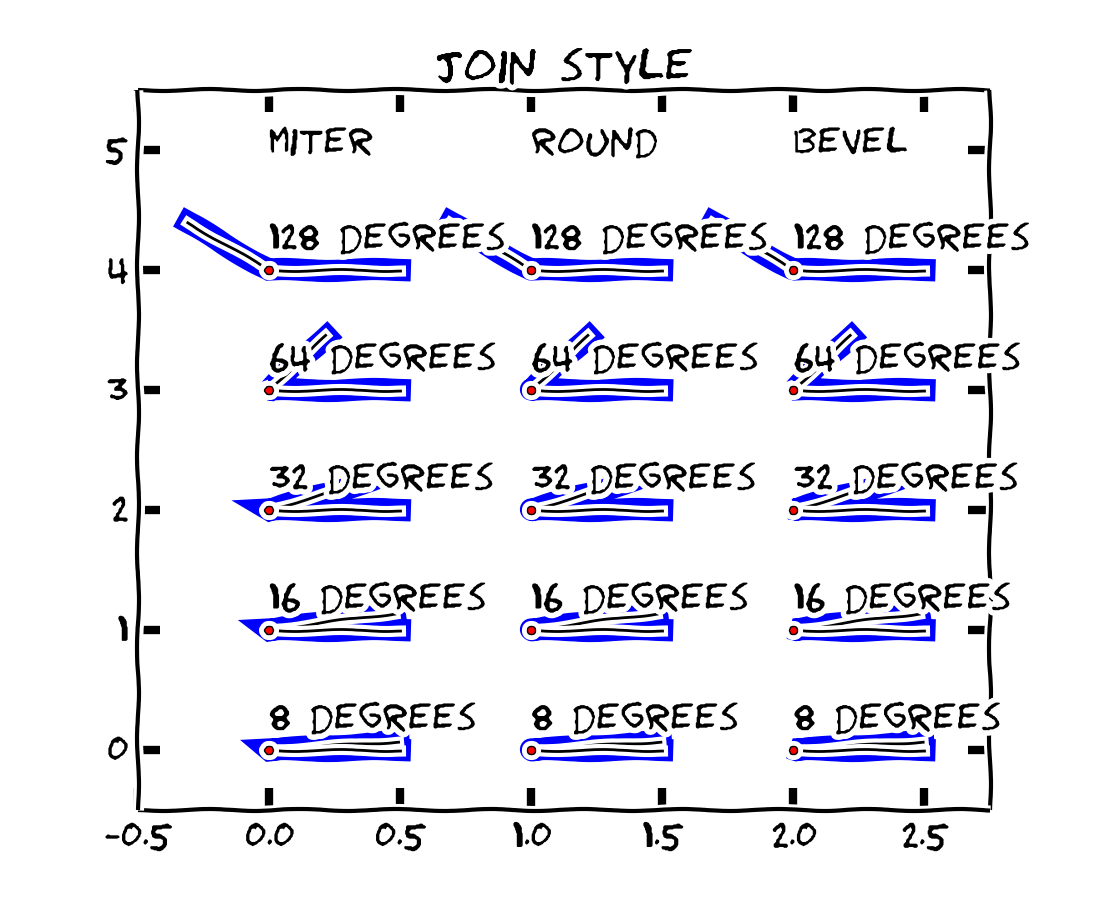 JOIN STYLE
5 MITER ROUND BEVEL
128 DEGREES 128 DEGREES 128 DEGREES
4
64 DEGREES 64 DEGREES 64 DEGREES
3
32 DEGREES 32 DEGREES 32 DEGREES
2
16 DEGREES 16 DEGREES 16 DEGREES
1
8 DEGREES 8 DEGREES 8 DEGREES
0
-0.5 0.0 0.5 1.0 1.5 2.0 2.5